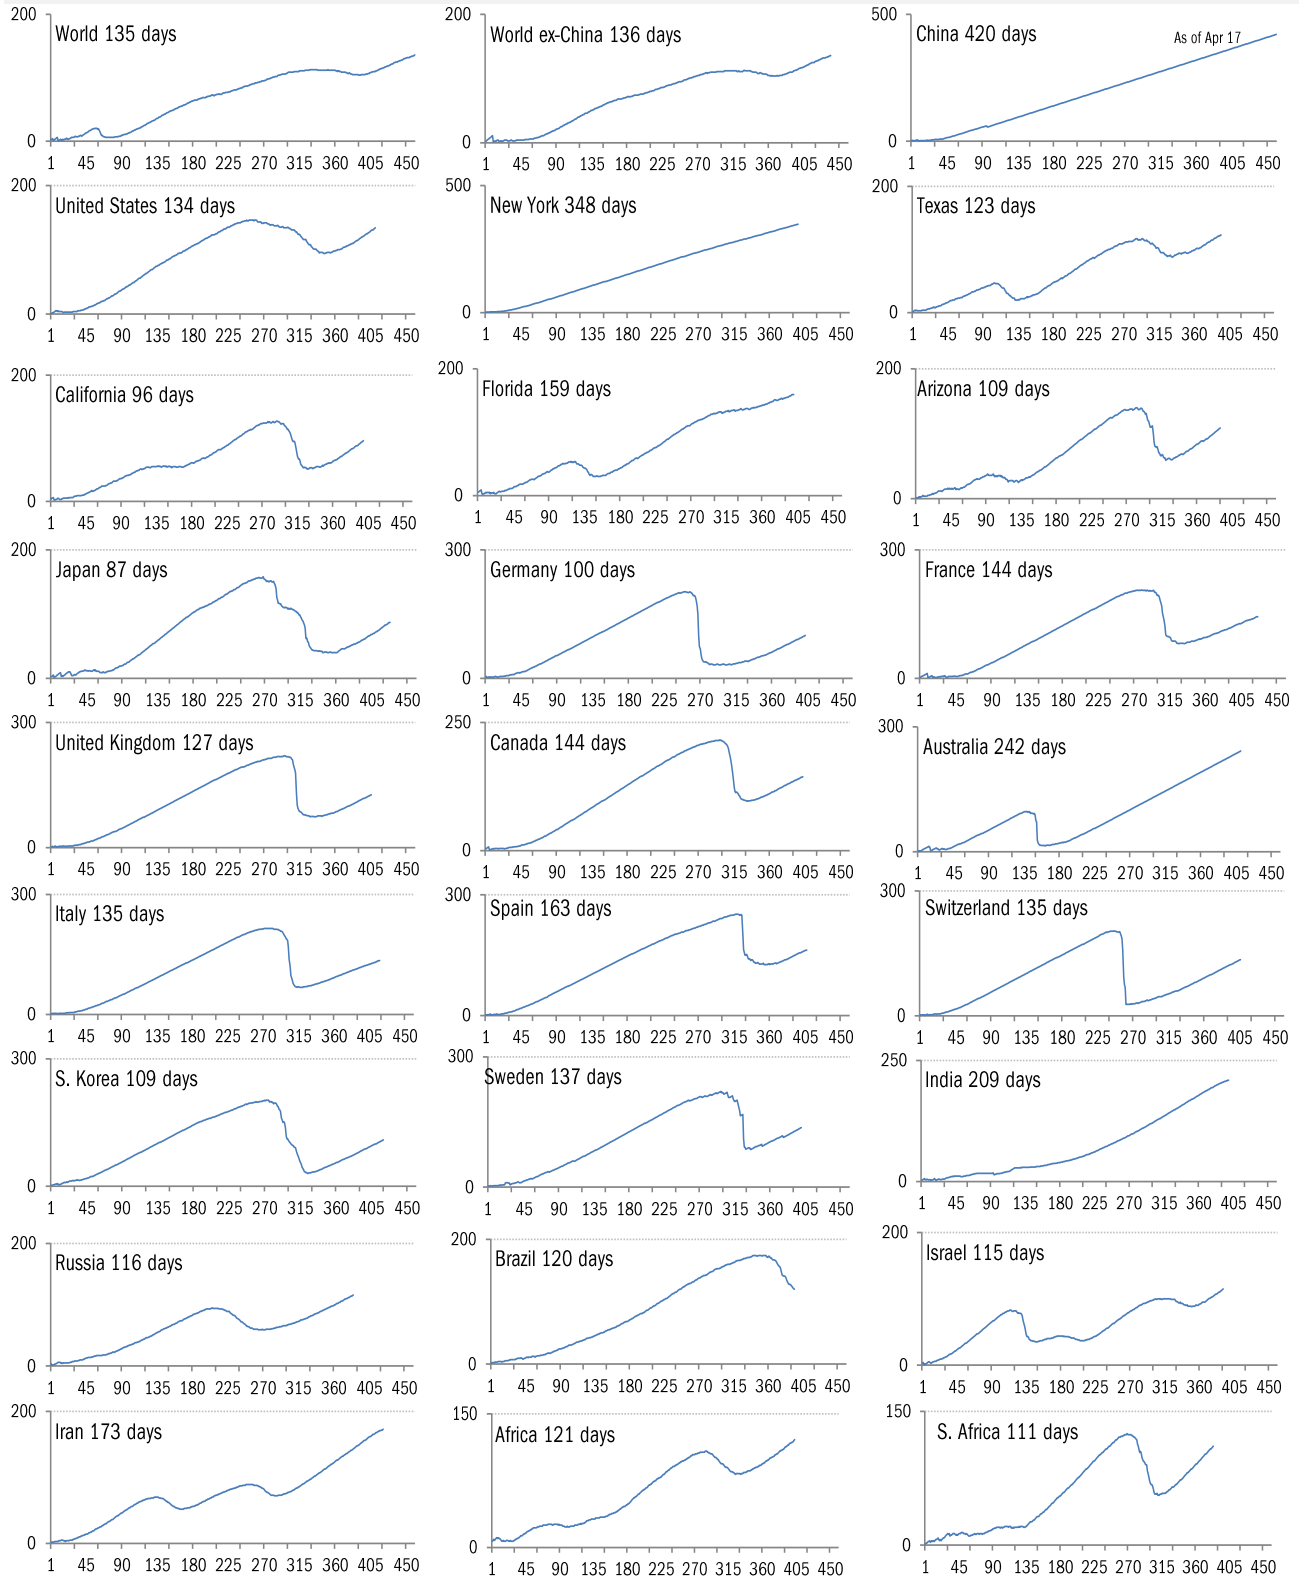 200
World 135 days
0
1 45 90 135 180 225 270 315 360 405 450
200
World ex-China 136 days
0
1 45 90 135 180 225 270 315 360 405 450
500
China 420 days
As of Apr 17
0
1 45 90 135 180 225 270 315 360 405 450
200
United States 134 days
0
1 45 90 135 180 225 270 315 360 405 450
500
New York 348 days
0
1 45 90 135 180 225 270 315 360 405 450
200
Texas 123 days
0
1 45 90 135 180 225 270 315 360 405 450
200
California 96 days
0
1 45 90 135 180 225 270 315 360 405 450
200
Florida 159 days
0
1 45 90 135 180 225 270 315 360 405 450
200
Arizona 109 days
0
1 45 90 135 180 225 270 315 360 405 450
200
Japan 87 days
0
1 45 90 135 180 225 270 315 360 405 450
300
Germany 100 days
0
1 45 90 135 180 225 270 315 360 405 450
300
France 144 days
0
1 45 90 135 180 225 270 315 360 405 450
300
United Kingdom 127 days
0
1 45 90 135 180 225 270 315 360 405 450
250
Canada 144 days
0
1 45 90 135 180 225 270 315 360 405 450
300
Australia 242 days
0
1 45 90 135 180 225 270 315 360 405 450
300
Italy 135 days
0
1 45 90 135 180 225 270 315 360 405 450
300
Spain 163 days
0
1 45 90 135 180 225 270 315 360 405 450
300
Switzerland 135 days
0
1 45 90 135 180 225 270 315 360 405 450
300
S. Korea 109 days
0
1 45 90 135 180 225 270 315 360 405 450
300
Sweden 137 days
0
1 45 90 135 180 225 270 315 360 405 450
250
India 209 days
0
1 45 90 135 180 225 270 315 360 405 450
200
Russia 116 days
0
1 45 90 135 180 225 270 315 360 405 450
200
Brazil 120 days
0
1 45 90 135 180 225 270 315 360 405 450
200
Israel 115 days
0
1 45 90 135 180 225 270 315 360 405 450
200
Iran 173 days
0
1 45 90 135 180 225 270 315 360 405 450
150
Africa 121 days
0
1 45 90 135 180 225 270 315 360 405 450
150
S. Africa 111 days
0
1 45 90 135 180 225 270 315 360 405 450